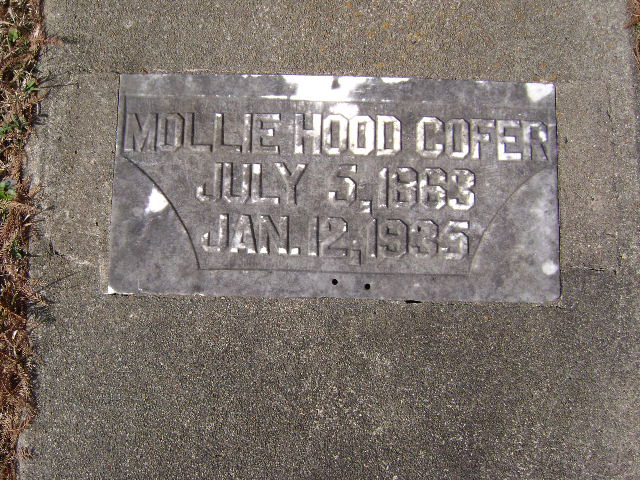 MOLLIE HOOD COFER
JULY 5, 1863
JAN. 12, 1935